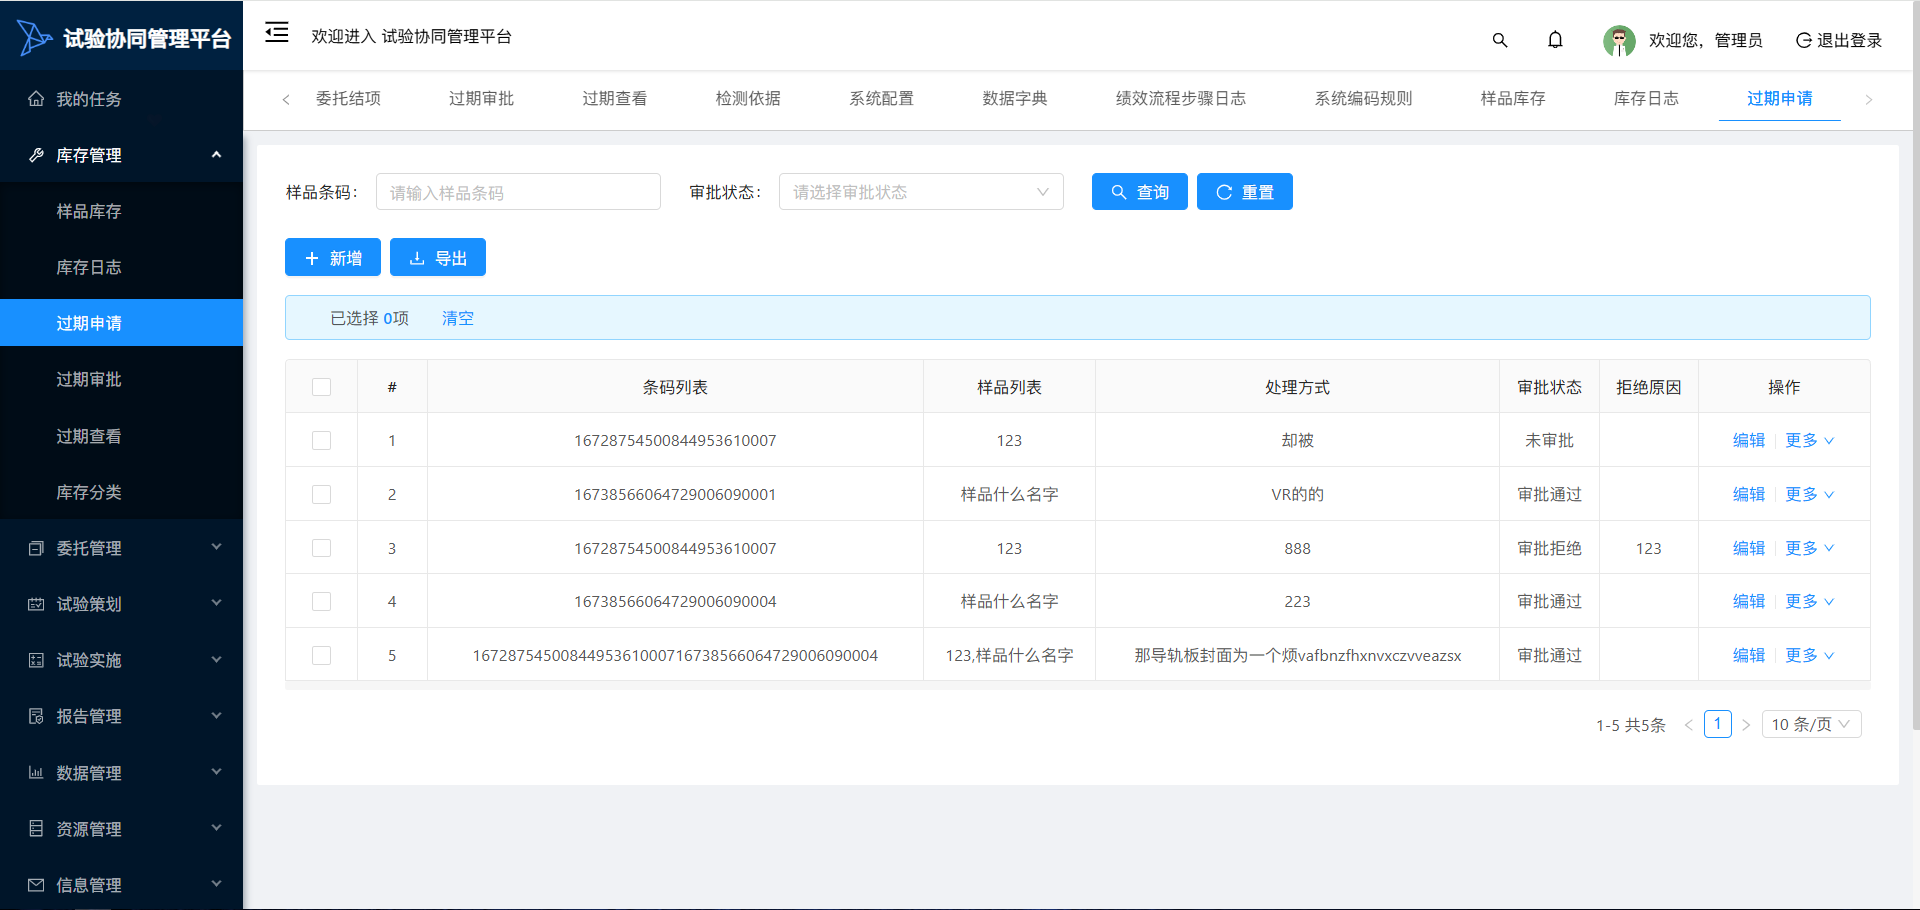 试验协同管理平台
欢迎进入 试验协同管理平台
欢迎您，管理员
退出登录
委托结项 过期审批 过期查看 检测依据 系统配置 数据字典 绩效流程步骤日志 系统编码规则 样品库存 库存日志 过期申请
我的任务
库存管理
样品库存
库存日志
过期申请
过期审批
过期查看
库存分类
委托管理
试验策划
试验实施
报告管理
数据管理
资源管理
信息管理
样品条码： 请输入样品条码 审批状态： 请选择审批状态 查询 重置
新增 导出
已选择 0项 清空
# 条码列表 样品列表 处理方式 审批状态 拒绝原因 操作
1 16728754500844953610007 123 却被 未审批 编辑 更多
2 16738566064729006090001 样品什么名字 VR的的 审批通过 编辑 更多
3 16728754500844953610007 123 888 审批拒绝 123 编辑 更多
4 16738566064729006090004 样品什么名字 223 审批通过 编辑 更多
5 1672875450084495361000716738566064729006090004 123,样品什么名字 那导轨板封面为一个烦vafbnzfhxnvxczvveazsx 审批通过 编辑 更多
1-5 共5条 1 10 条/页